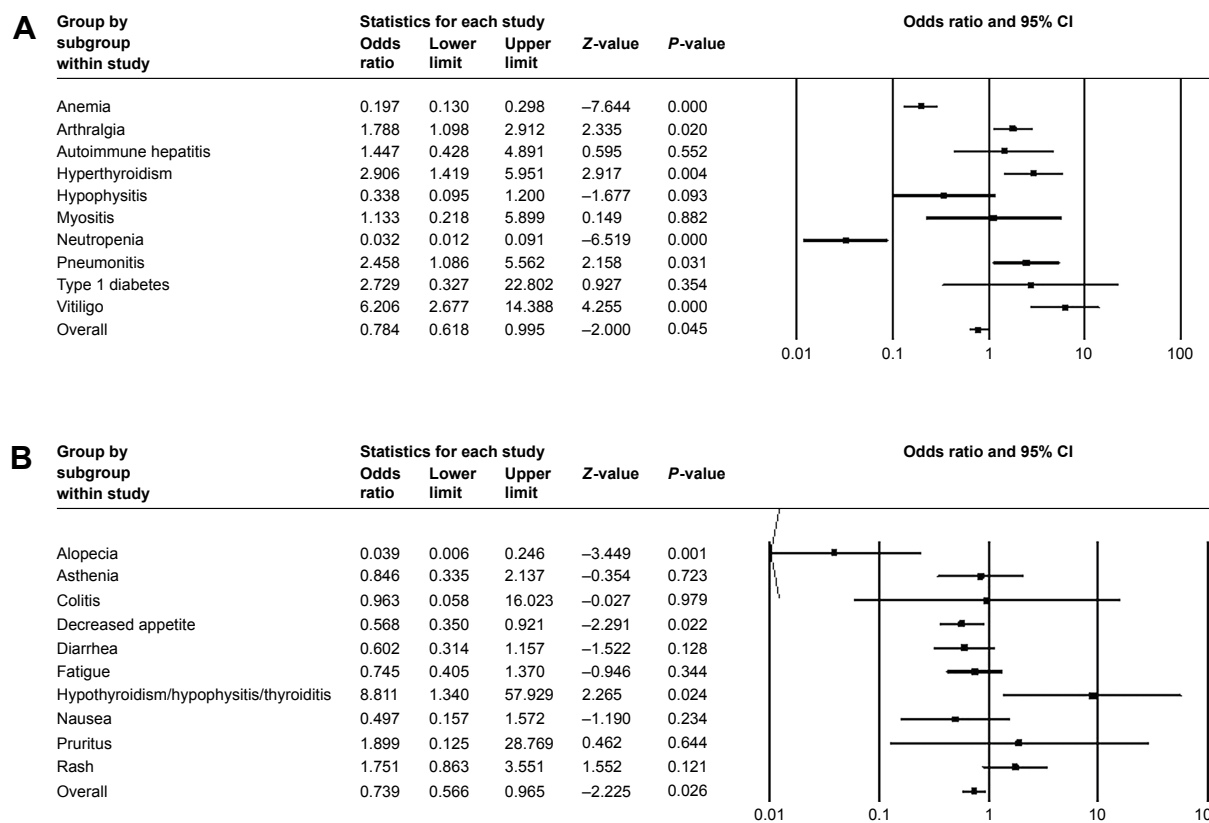 A
Group by subgroup within study Statistics for each study Odds ratio and 95% CI
Odds ratio Lower limit Upper limit Z-value P-value
Anemia 0.197 0.130 0.298 –7.644 0.000
Arthralgia 1.788 1.098 2.912 2.335 0.020
Autoimmune hepatitis 1.447 0.428 4.891 0.595 0.552
Hyperthyroidism 2.906 1.419 5.951 2.917 0.004
Hypophysitis 0.338 0.095 1.200 –1.677 0.093
Myositis 1.133 0.218 5.899 0.149 0.882
Neutropenia 0.032 0.012 0.091 –6.519 0.000
Pneumonitis 2.458 1.086 5.562 2.158 0.031
Type 1 diabetes 2.729 0.327 22.802 0.927 0.354
Vitiligo 6.206 2.677 14.388 4.255 0.000
Overall 0.784 0.618 0.995 –2.000 0.045
0.01 0.1 1 10 100
B
Group by subgroup within study Statistics for each study Odds ratio and 95% CI
Odds ratio Lower limit Upper limit Z-value P-value
Alopecia 0.039 0.006 0.246 –3.449 0.001
Asthenia 0.846 0.335 2.137 –0.354 0.723
Colitis 0.963 0.058 16.023 –0.027 0.979
Decreased appetite 0.568 0.350 0.921 –2.291 0.022
Diarrhea 0.602 0.314 1.157 –1.522 0.128
Fatigue 0.745 0.405 1.370 –0.946 0.344
Hypothyroidism/hypophysitis/thyroiditis 8.811 1.340 57.929 2.265 0.024
Nausea 0.497 0.157 1.572 –1.190 0.234
Pruritus 1.899 0.125 28.769 0.462 0.644
Rash 1.751 0.863 3.551 1.552 0.121
Overall 0.739 0.566 0.965 –2.225 0.026
0.01 0.1 1 10